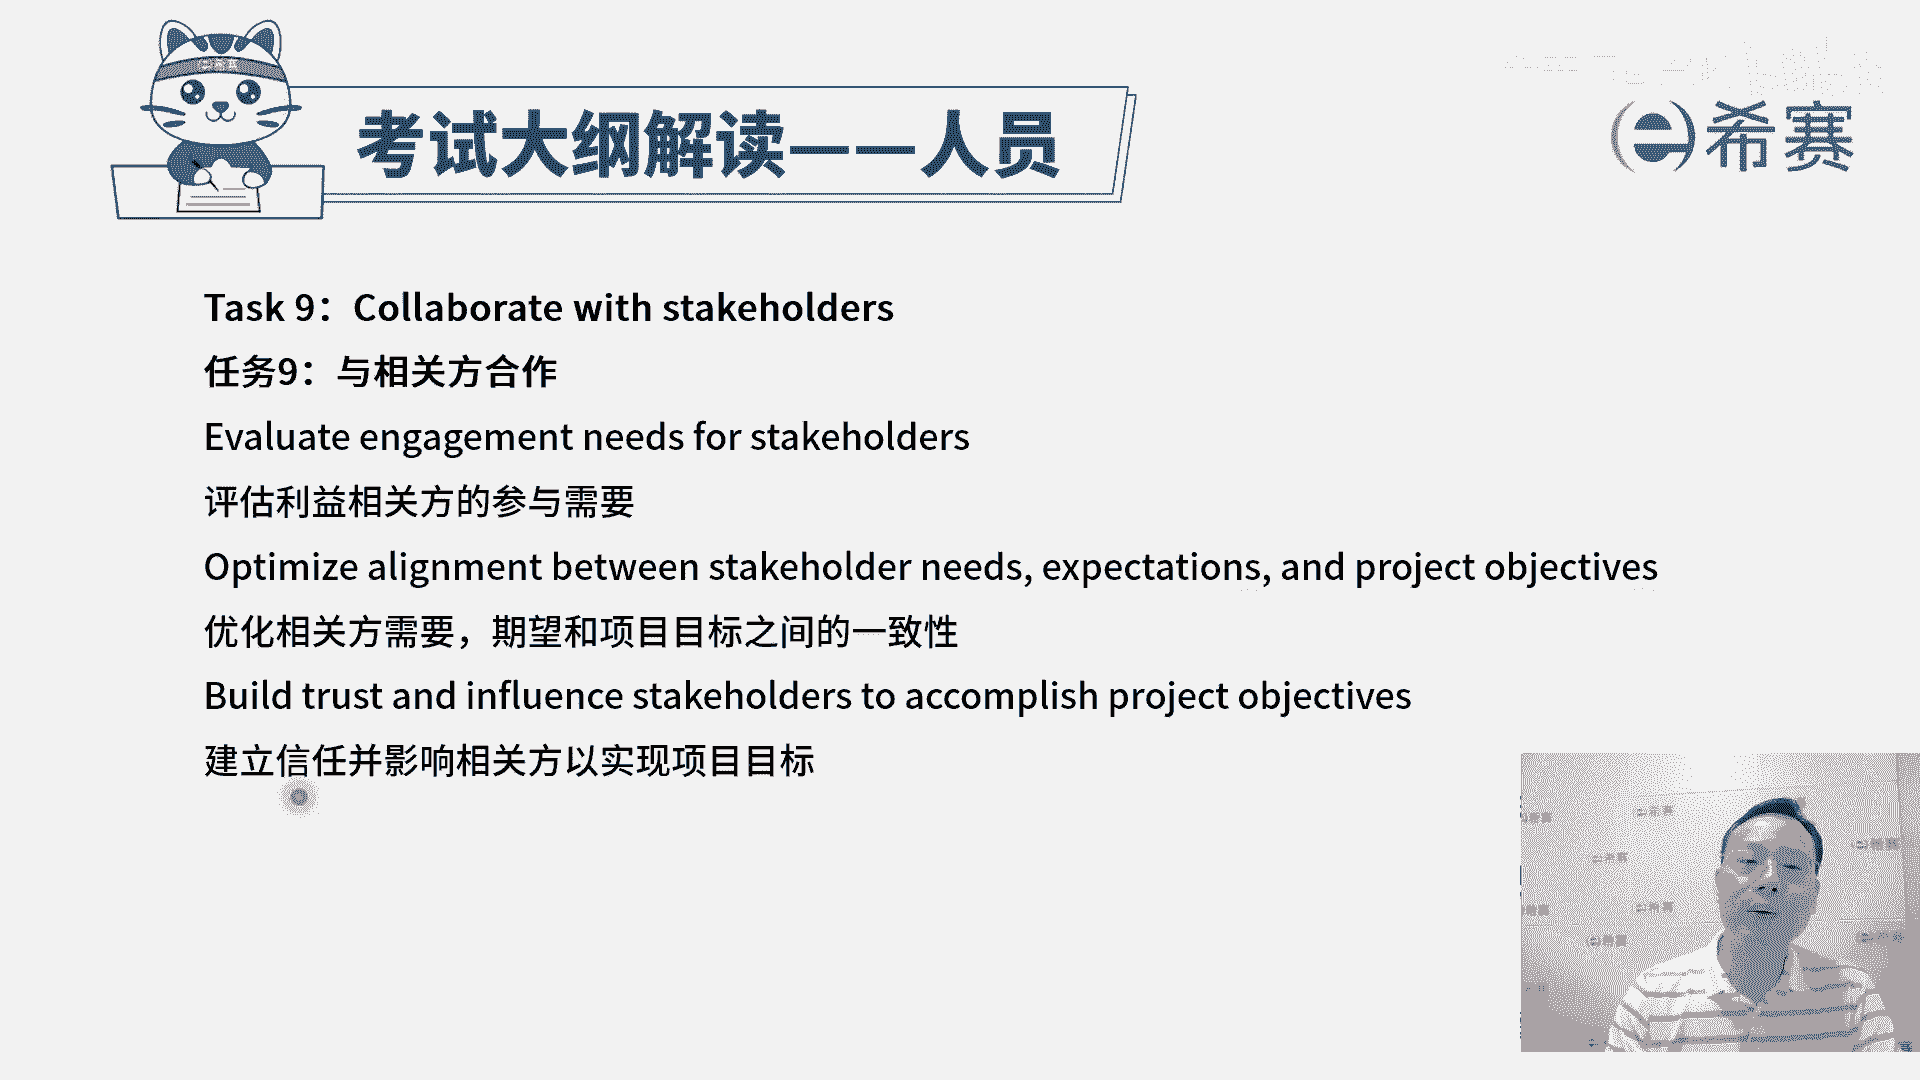 考试大纲解读——人员
希赛
Task 9：Collaborate with stakeholders
任务9：与相关方合作
Evaluate engagement needs for stakeholders
评估利益相关方的参与需要
Optimize alignment between stakeholder needs, expectations, and project objectives
优化相关方需要，期望和项目目标之间的一致性
Build trust and influence stakeholders to accomplish project objectives
建立信任并影响相关方以实现项目目标